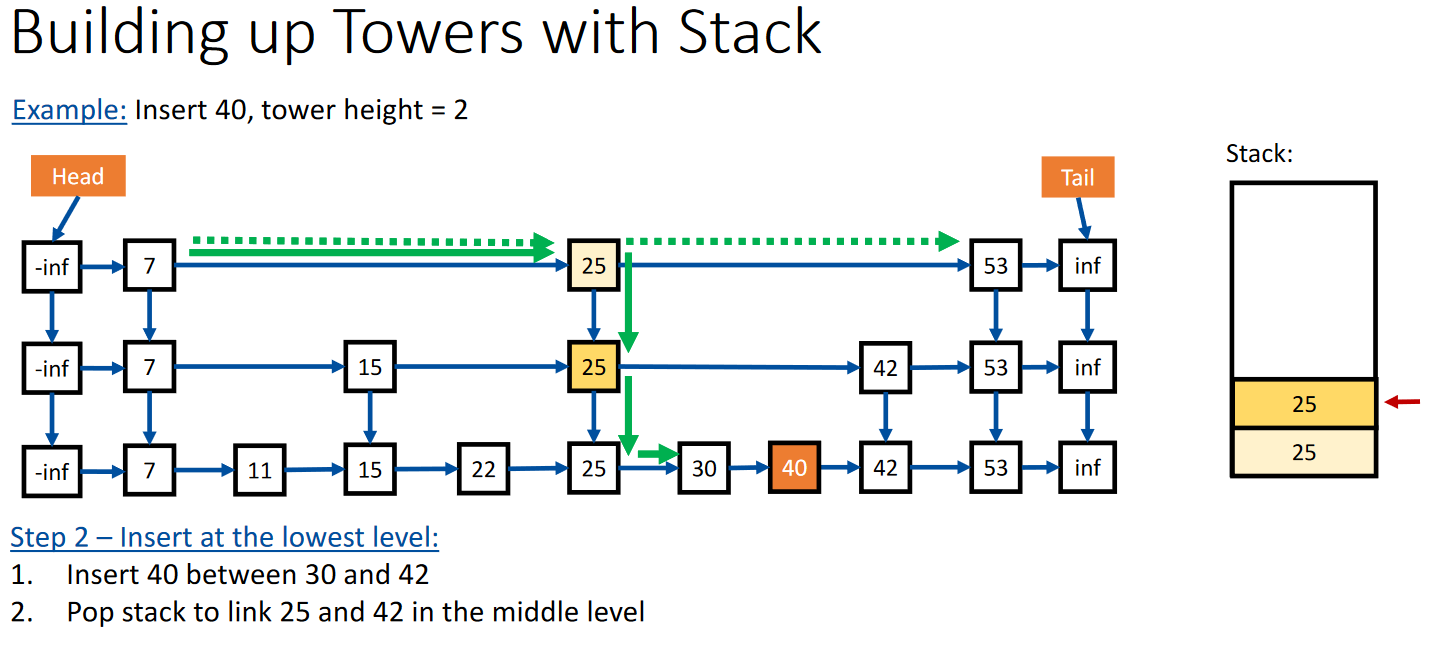 Building up Towers with Stack
Example: Insert 40, tower height = 2
Head
Tail
Stack:
-inf 7 25 53 inf
-inf 7 15 25 42 53 inf
-inf 7 11 15 22 25 30 40 42 53 inf
25
25
Step 2 – Insert at the lowest level:
1. Insert 40 between 30 and 42
2. Pop stack to link 25 and 42 in the middle level